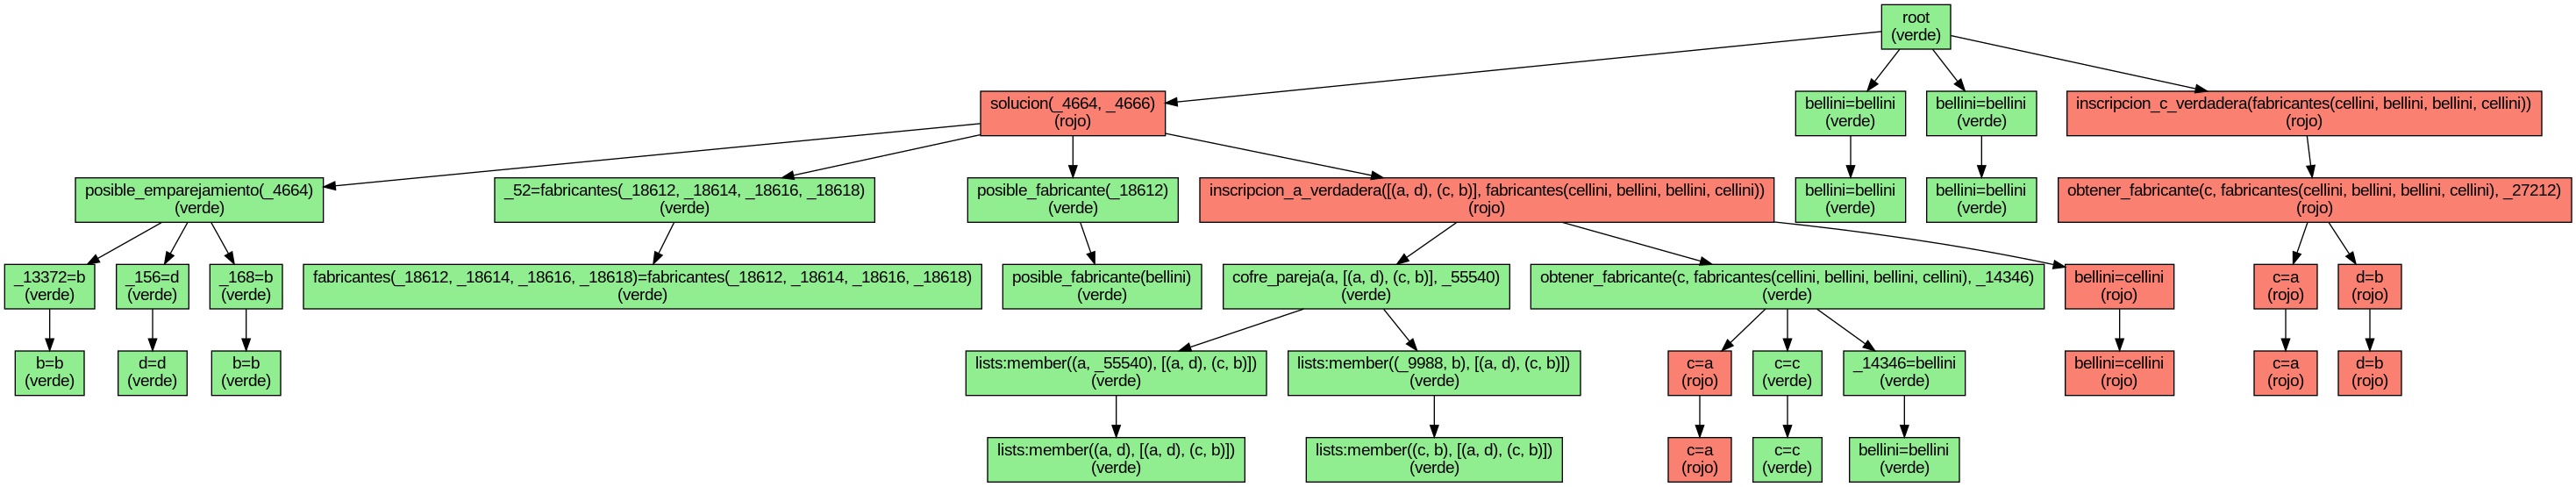 root
(verde)
solucion(_4664, _4666)
(rojo)
bellini=bellini
(verde)
bellini=bellini
(verde)
inscripcion_c_verdadera(fabricantes(cellini, bellini, bellini, cellini))
(rojo)
posible_emparejamiento(_4664)
(verde)
_52=fabricantes(_18612, _18614, _18616, _18618)
(verde)
posible_fabricante(_18612)
(verde)
inscripcion_a_verdadera([(a, d), (c, b)], fabricantes(cellini, bellini, bellini, cellini))
(rojo)
bellini=bellini
(verde)
bellini=bellini
(verde)
obtener_fabricante(c, fabricantes(cellini, bellini, bellini, cellini), _27212)
(rojo)
_13372=b
(verde)
_156=d
(verde)
_168=b
(verde)
fabricantes(_18612, _18614, _18616, _18618)=fabricantes(_18612, _18614, _18616, _18618)
(verde)
posible_fabricante(bellini)
(verde)
cofre_pareja(a, [(a, d), (c, b)], _55540)
(verde)
obtener_fabricante(c, fabricantes(cellini, bellini, bellini, cellini), _14346)
(verde)
bellini=cellini
(rojo)
c=a
(rojo)
d=b
(rojo)
b=b
(verde)
d=d
(verde)
b=b
(verde)
lists:member((a, _55540), [(a, d), (c, b)])
(verde)
lists:member((_9988, b), [(a, d), (c, b)])
(verde)
c=a
(rojo)
c=c
(verde)
_14346=bellini
(verde)
bellini=cellini
(rojo)
c=a
(rojo)
d=b
(rojo)
lists:member((a, d), [(a, d), (c, b)])
(verde)
lists:member((c, b), [(a, d), (c, b)])
(verde)
c=a
(rojo)
c=c
(verde)
bellini=bellini
(verde)